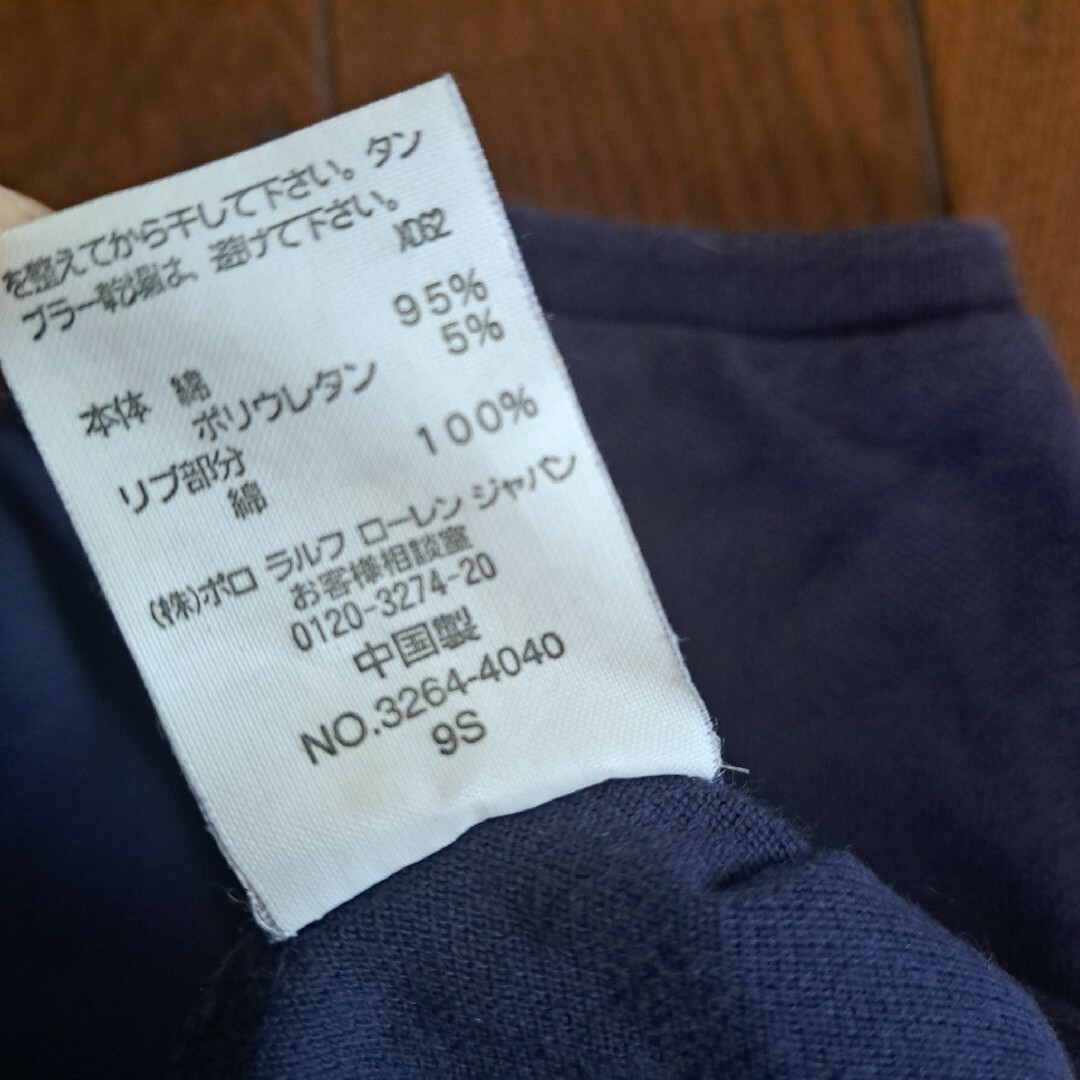 を整えてから干して下さい。タン
ブラー乾燥は、避けて下さい。
XDS2
本体 綿 95%
ポリウレタン 5%
リブ部分
綿 100%
(株)ポロ ラルフ ローレン ジャパン
お客様相談室
0120-3274-20
中国製
NO.3264-4040
9S